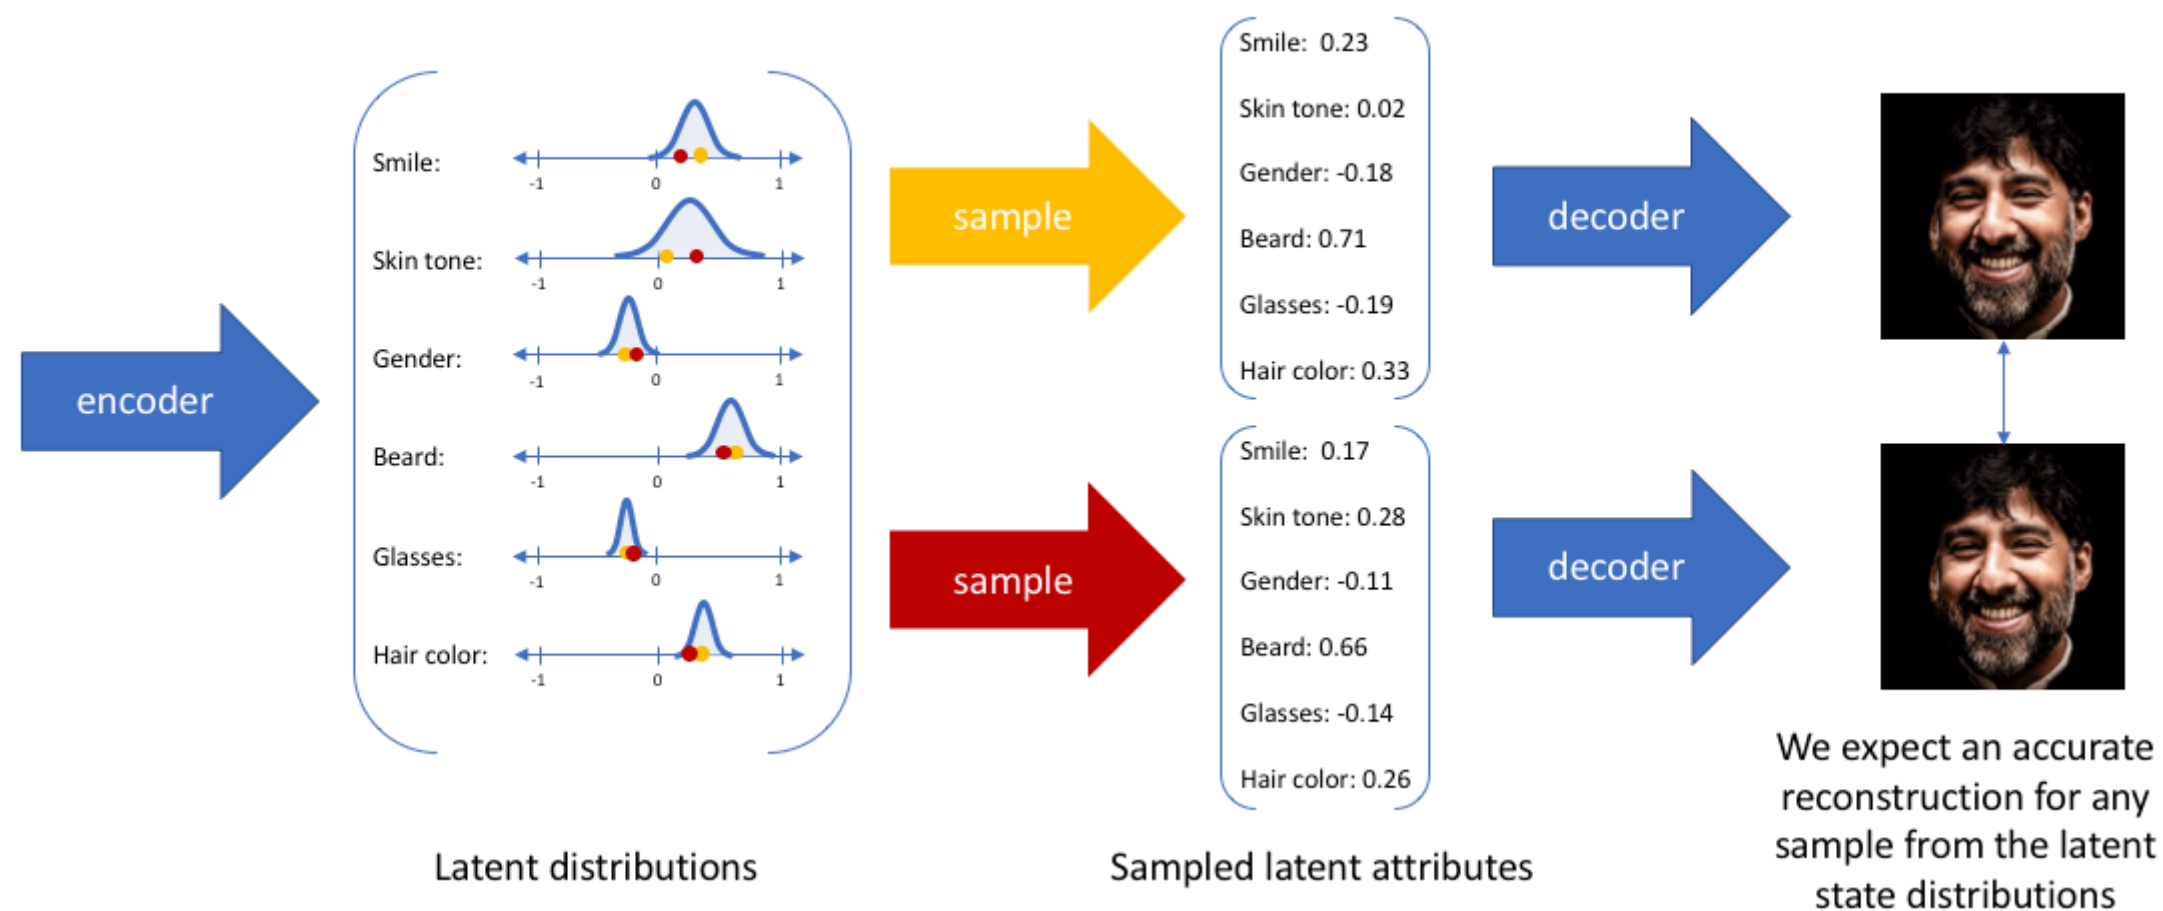 encoder
Smile:
-1 0 1
Skin tone:
-1 0 1
Gender:
-1 0 1
Beard:
-1 0 1
Glasses:
-1 0 1
Hair color:
-1 0 1
Latent distributions
sample
sample
Smile: 0.23
Skin tone: 0.02
Gender: -0.18
Beard: 0.71
Glasses: -0.19
Hair color: 0.33
Smile: 0.17
Skin tone: 0.28
Gender: -0.11
Beard: 0.66
Glasses: -0.14
Hair color: 0.26
Sampled latent attributes
decoder
decoder
We expect an accurate
reconstruction for any
sample from the latent
state distributions